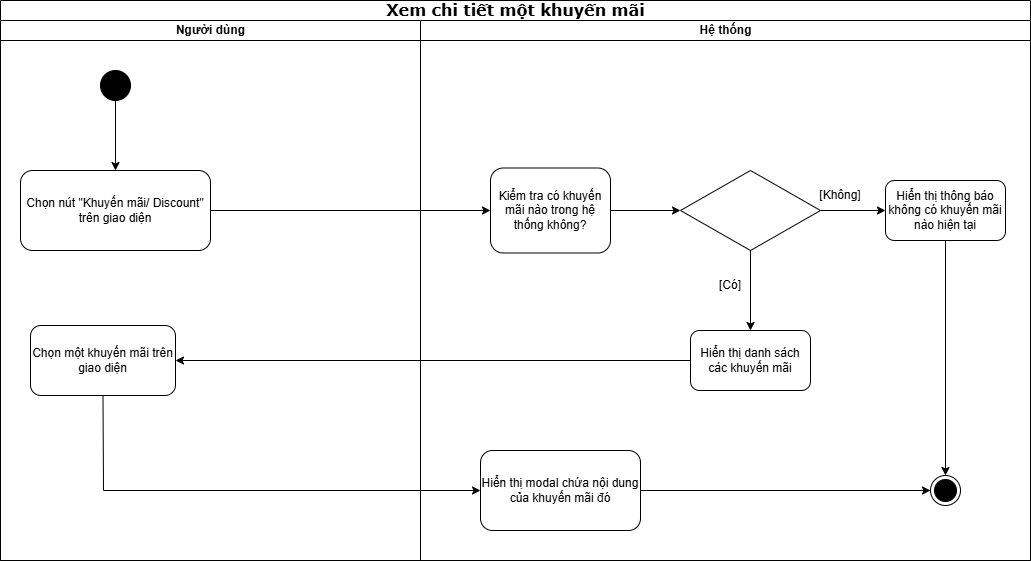 Xem chi tiết một khuyến mãi
Người dùng
Hệ thống
Chọn nút "Khuyến mãi/ Discount"
trên giao diện
Kiểm tra có khuyến
mãi nào trong hệ
thống không?
[Không]
Hiển thị thông báo
không có khuyến mãi
nào hiện tại
[Có]
Chọn một khuyến mãi trên
giao diện
Hiển thị danh sách
các khuyến mãi
Hiển thị modal chứa nội dung
của khuyến mãi đó